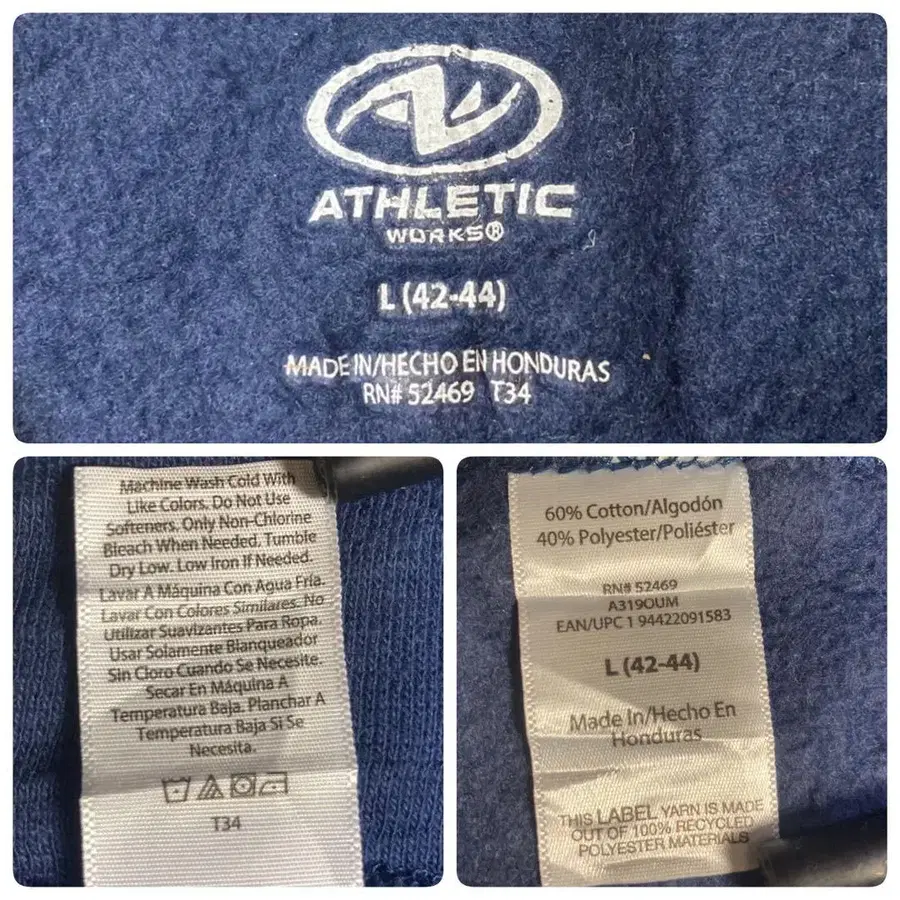 ATHLETIC
WORKS®
L (42-44)
MADE IN/HECHO EN HONDURAS
RN# 52469 T34
Machine Wash Cold With
Like Colors. Do Not Use
Softeners. Only Non-Chlorine
Bleach When Needed. Tumble
Dry Low. Low Iron If Needed.
Lavar A Máquina Con Agua Fría.
Lavar Con Colores Similares. No
Utilizar Suavizantes Para Ropa.
Usar Solamente Blanqueador
Sin Cloro Cuando Se Necesite.
Secar En Máquina A
Temperatura Baja. Planchar A
Temperatura Baja Si Se
Necesita.
T34
60% Cotton/Algodón
40% Polyester/Poliéster
RN# 52469
A319OUM
EAN/UPC 1 94422091583
L (42-44)
Made In/Hecho En
Honduras
THIS LABEL YARN IS MADE
OUT OF 100% RECYCLED
POLYESTER MATERIALS